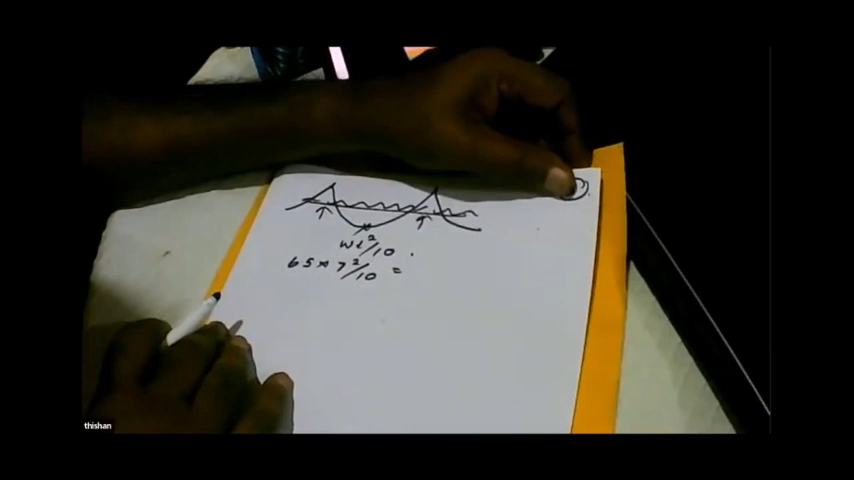 wl²/10.
65 x 7²/10 =
thishan